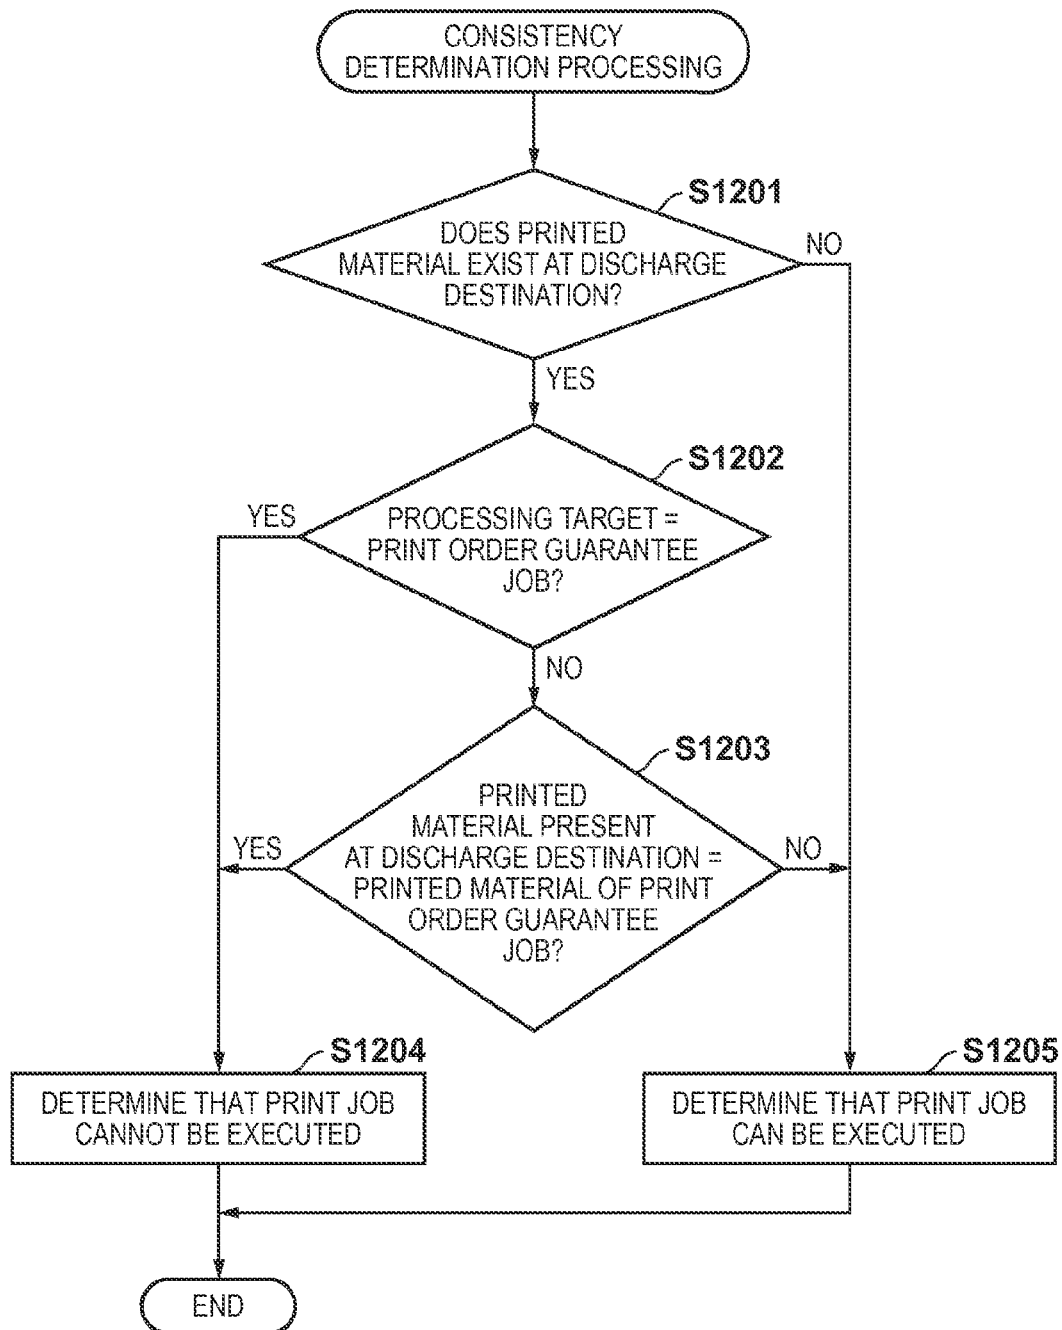 CONSISTENCY
DETERMINATION PROCESSING
S1201
DOES PRINTED
MATERIAL EXIST AT DISCHARGE
DESTINATION?
NO
YES
S1202
YES
PROCESSING TARGET =
PRINT ORDER GUARANTEE
JOB?
NO
S1203
PRINTED
MATERIAL PRESENT
AT DISCHARGE DESTINATION =
PRINTED MATERIAL OF PRINT
ORDER GUARANTEE
JOB?
YES
NO
S1204
DETERMINE THAT PRINT JOB
CANNOT BE EXECUTED
S1205
DETERMINE THAT PRINT JOB
CAN BE EXECUTED
END